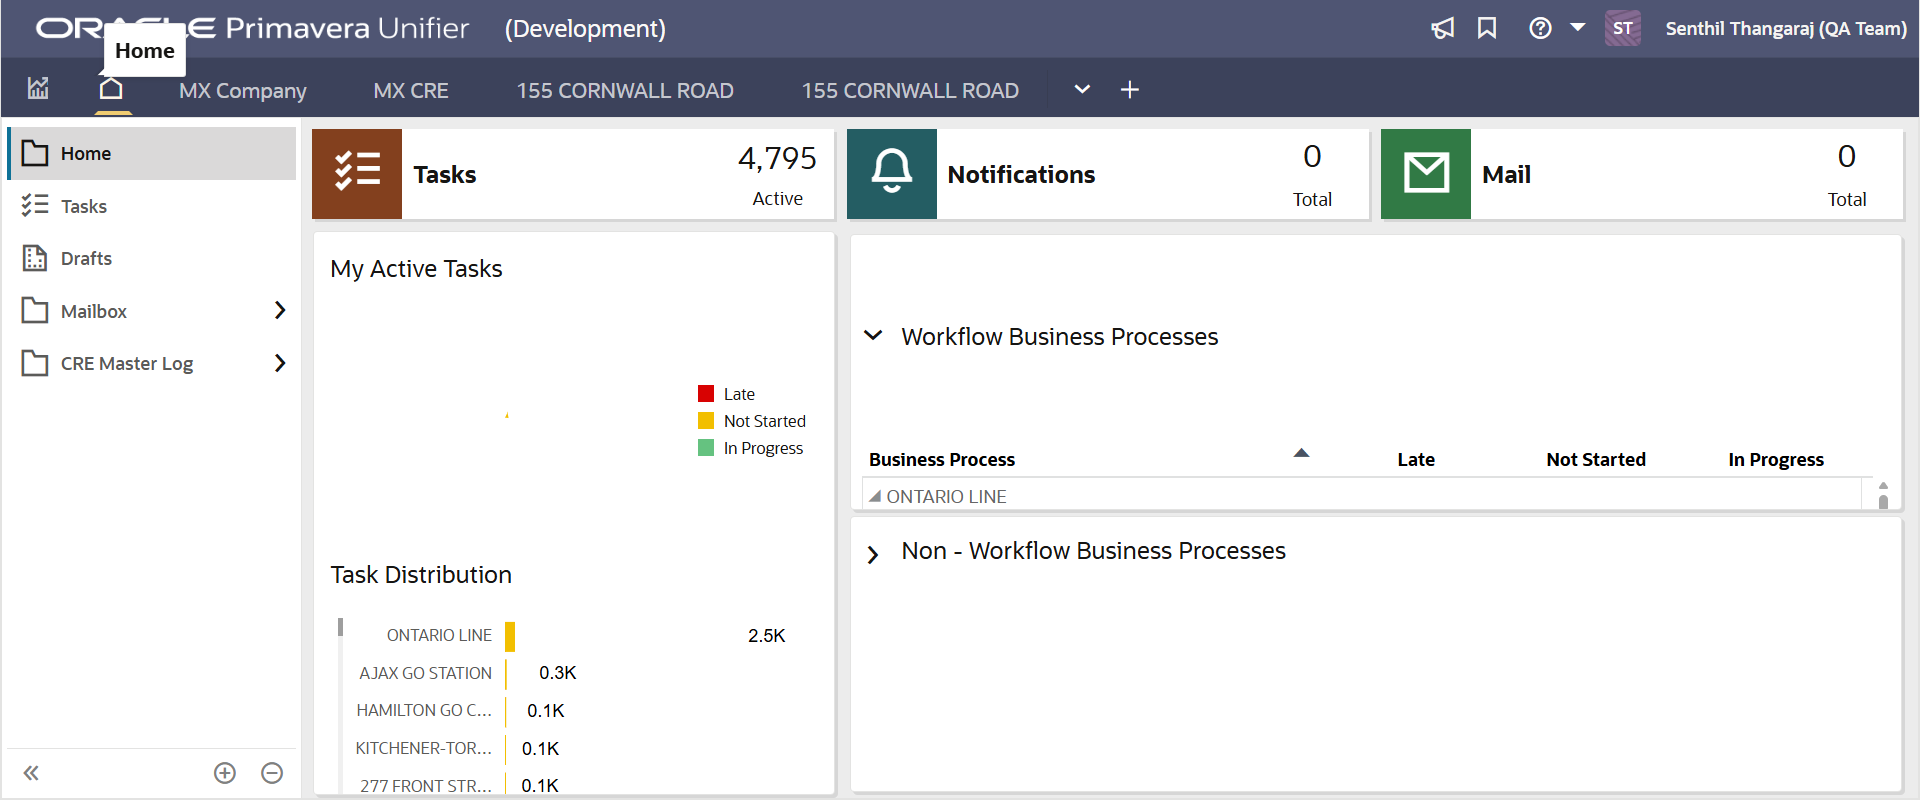 ORACLE Primavera Unifier (Development)
Home
ST
Senthil Thangaraj (QA Team)
MX Company
MX CRE
155 CORNWALL ROAD
155 CORNWALL ROAD
Home
Tasks
Drafts
Mailbox
CRE Master Log
Tasks
4,795
Active
Notifications
0
Total
Mail
0
Total
My Active Tasks
Late
Not Started
In Progress
Task Distribution
ONTARIO LINE 2.5K
AJAX GO STATION 0.3K
HAMILTON GO C... 0.1K
KITCHENER-TOR... 0.1K
277 FRONT STR... 0.1K
Workflow Business Processes
Business Process Late Not Started In Progress
ONTARIO LINE
Non - Workflow Business Processes